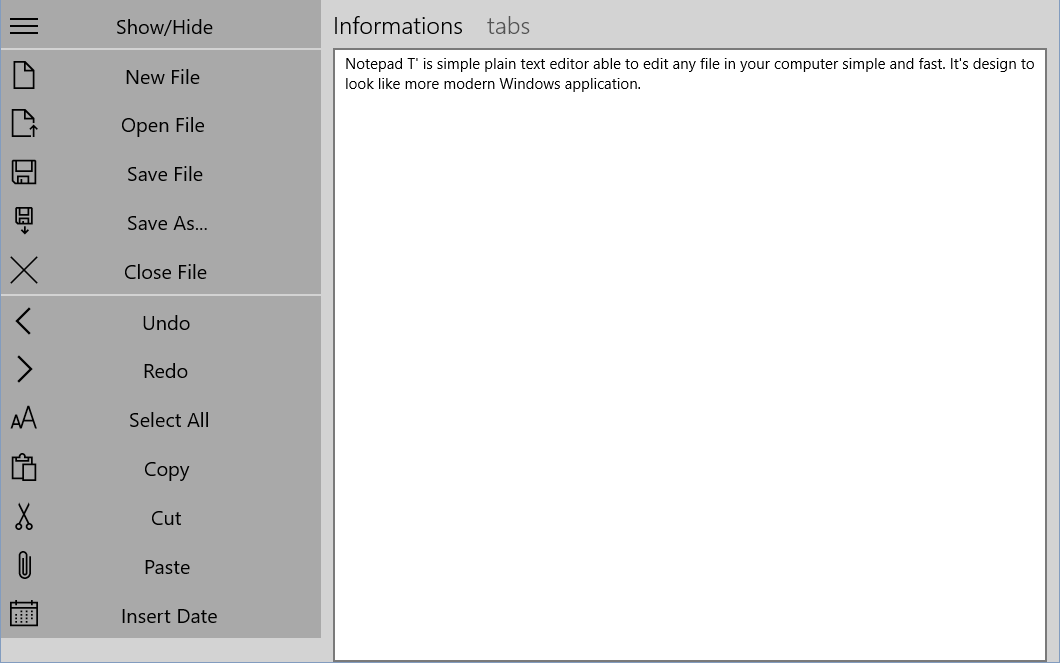 Show/Hide
New File
Open File
Save File
Save As...
Close File
Undo
Redo
Select All
Copy
Cut
Paste
Insert Date
Informations tabs
Notepad T' is simple plain text editor able to edit any file in your computer simple and fast. It's design to
look like more modern Windows application.